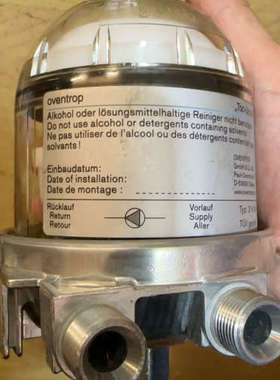 oventrop
„Toc
Alkohol oder lösungsmittelhaltige Reiniger nicht
Do not use alcohol or detergents containing solvents
Ne pas utiliser de l'alcool ou des détergents
solvants !
Einbaudatum:
Date of installation:
Date de montage :
Rücklauf
Return
Retour
Vorlauf
Supply
Aller